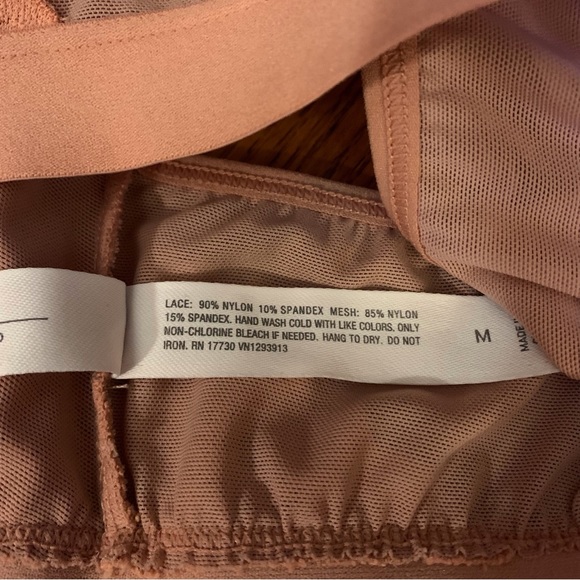 LACE: 90% NYLON 10% SPANDEX MESH: 85% NYLON
15% SPANDEX. HAND WASH COLD WITH LIKE COLORS, ONLY
NON-CHLORINE BLEACH IF NEEDED. HANG TO DRY. DO NOT
IRON. RN 17730 VN1293913
M
MADE